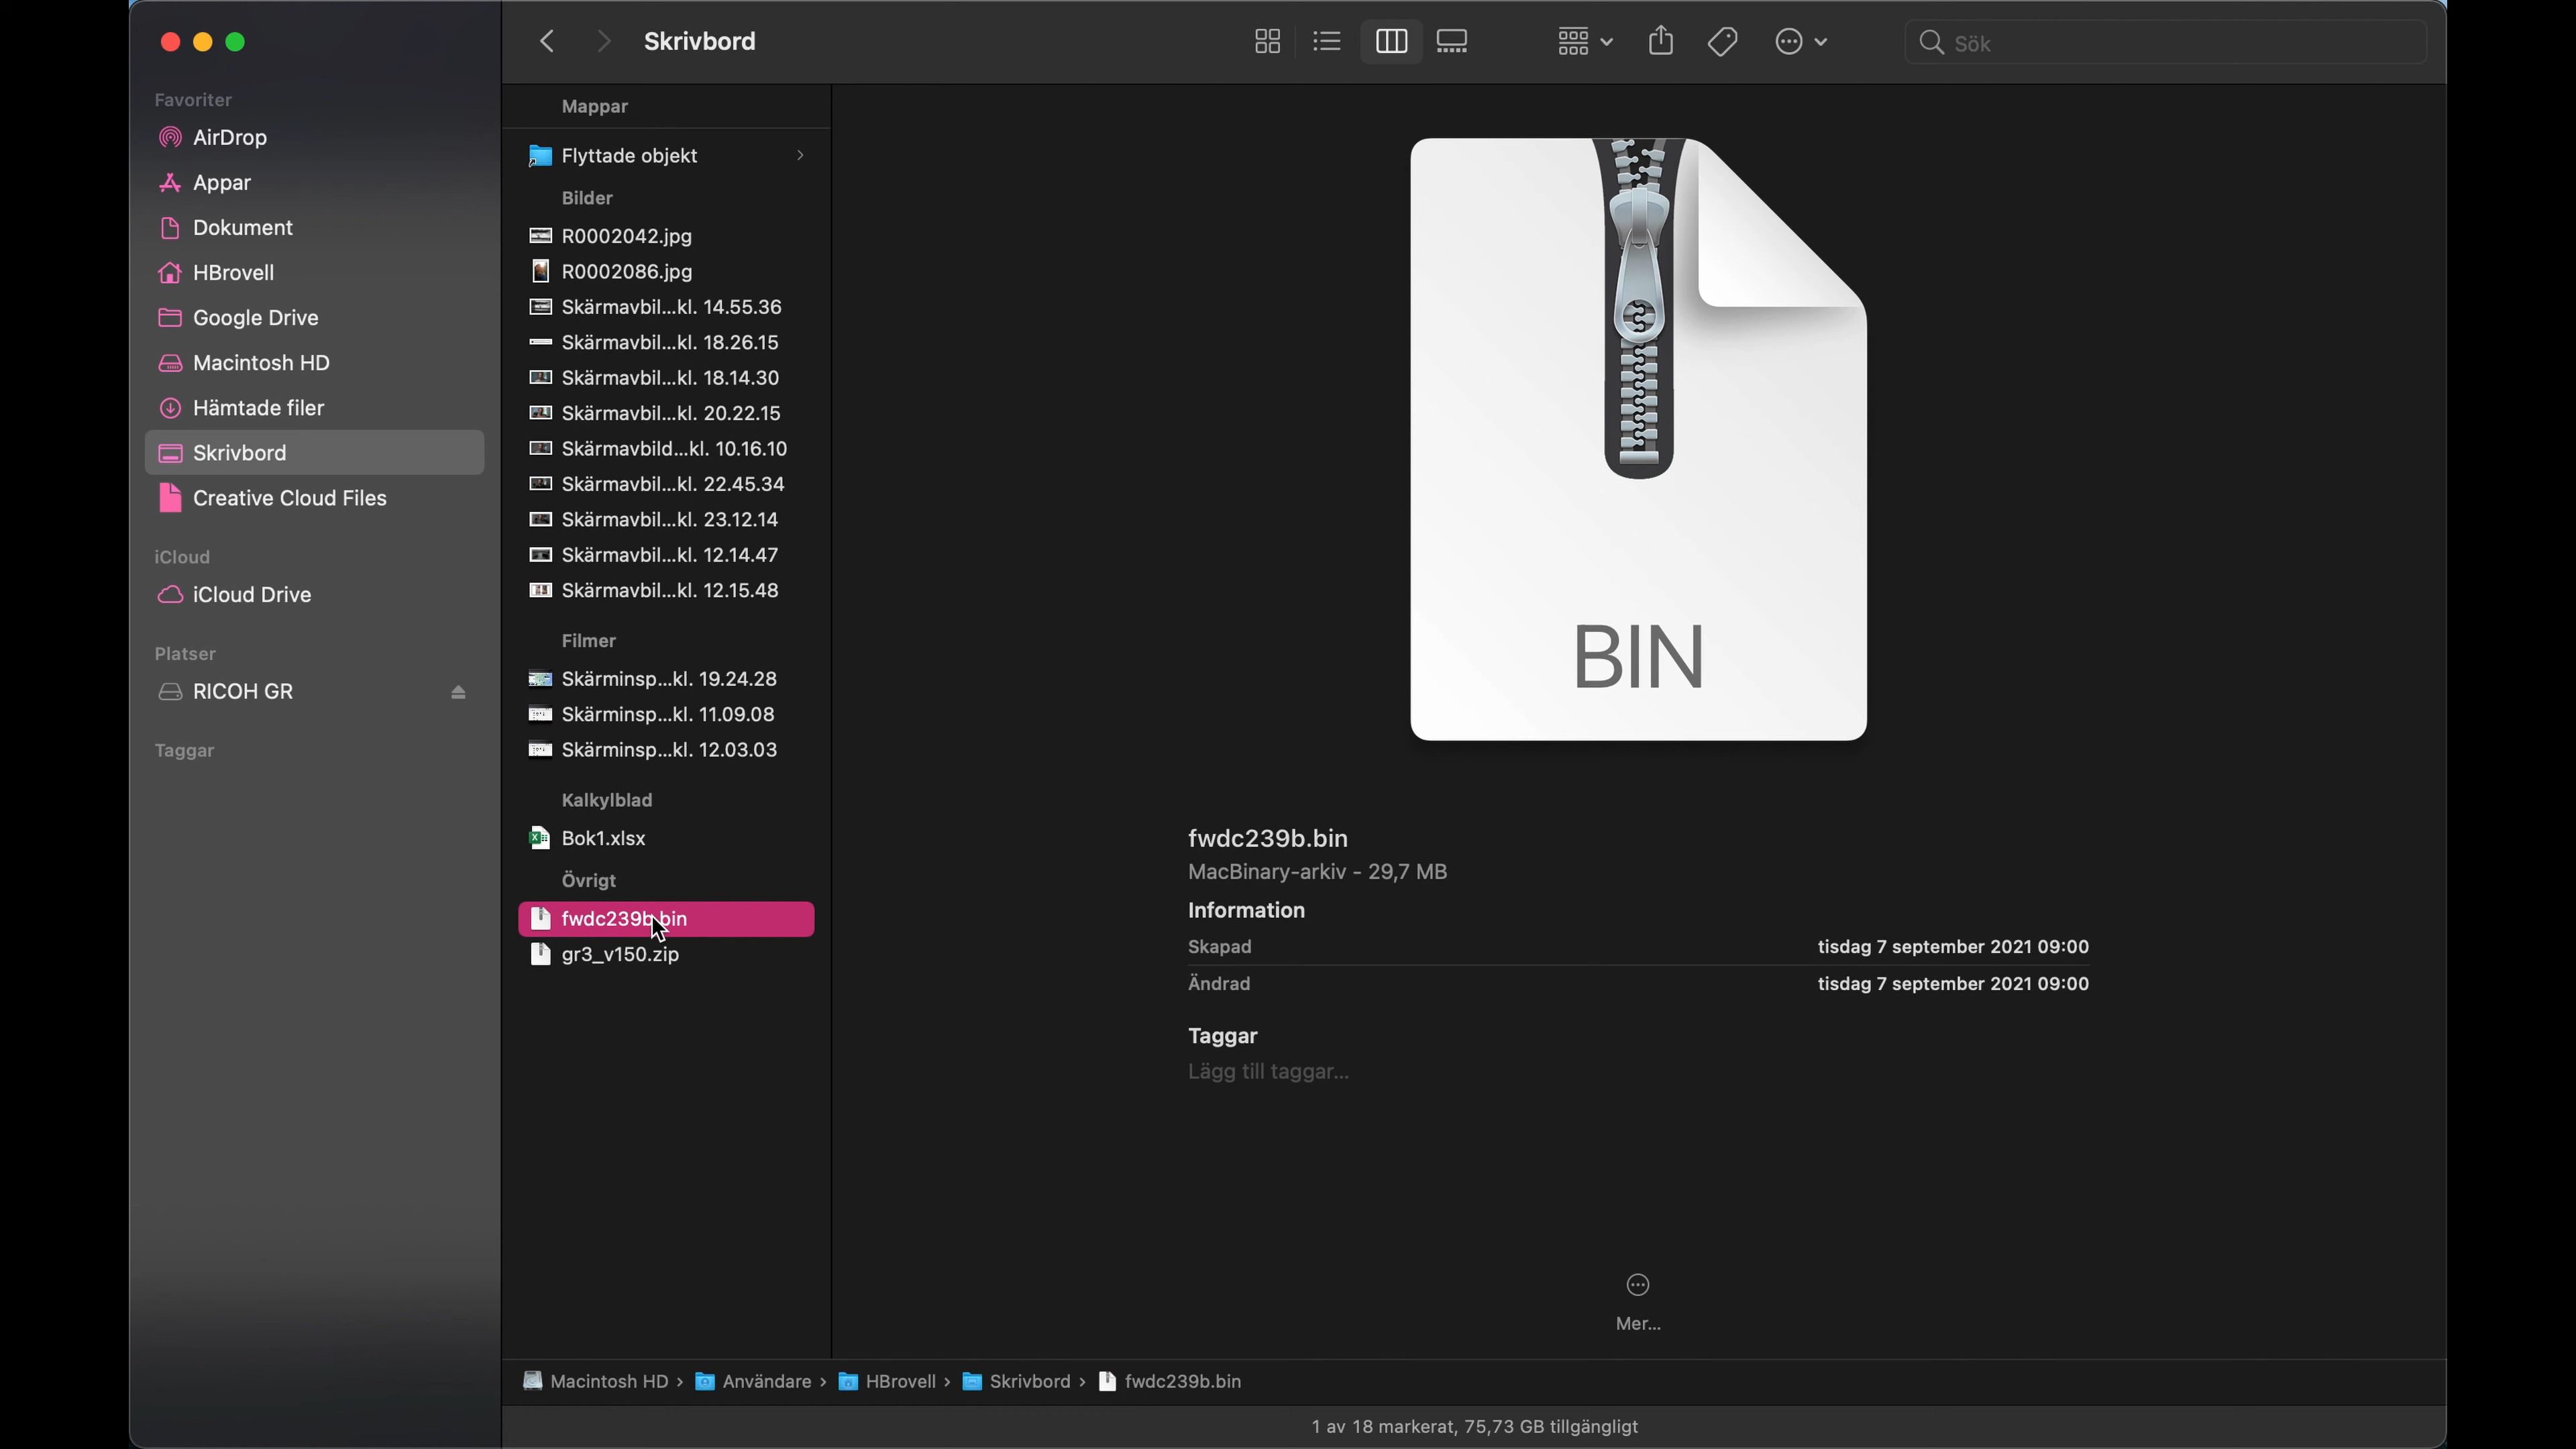 Skrivbord
Sök
Favoriter
AirDrop
Appar
Dokument
HBrovell
Google Drive
Macintosh HD
Hämtade filer
Skrivbord
Creative Cloud Files
iCloud
iCloud Drive
Platser
RICOH GR
Taggar
Mappar
Flyttade objekt
Bilder
R0002042.jpg
R0002086.jpg
Skärmavbil...kl. 14.55.36
Skärmavbil...kl. 18.26.15
Skärmavbil...kl. 18.14.30
Skärmavbil...kl. 20.22.15
Skärmavbild...kl. 10.16.10
Skärmavbil...kl. 22.45.34
Skärmavbil...kl. 23.12.14
Skärmavbil...kl. 12.14.47
Skärmavbil...kl. 12.15.48
Filmer
Skärminsp...kl. 19.24.28
Skärminsp...kl. 11.09.08
Skärminsp...kl. 12.03.03
Kalkylblad
Bok1.xlsx
Övrigt
fwdc239b.bin
gr3_v150.zip
BIN
fwdc239b.bin
MacBinary-arkiv - 29,7 MB
Information
Skapad tisdag 7 september 2021 09:00
Ändrad tisdag 7 september 2021 09:00
Taggar
Lägg till taggar...
Mer...
Macintosh HD › Användare › HBrovell › Skrivbord › fwdc239b.bin
1 av 18 markerat, 75,73 GB tillgängligt